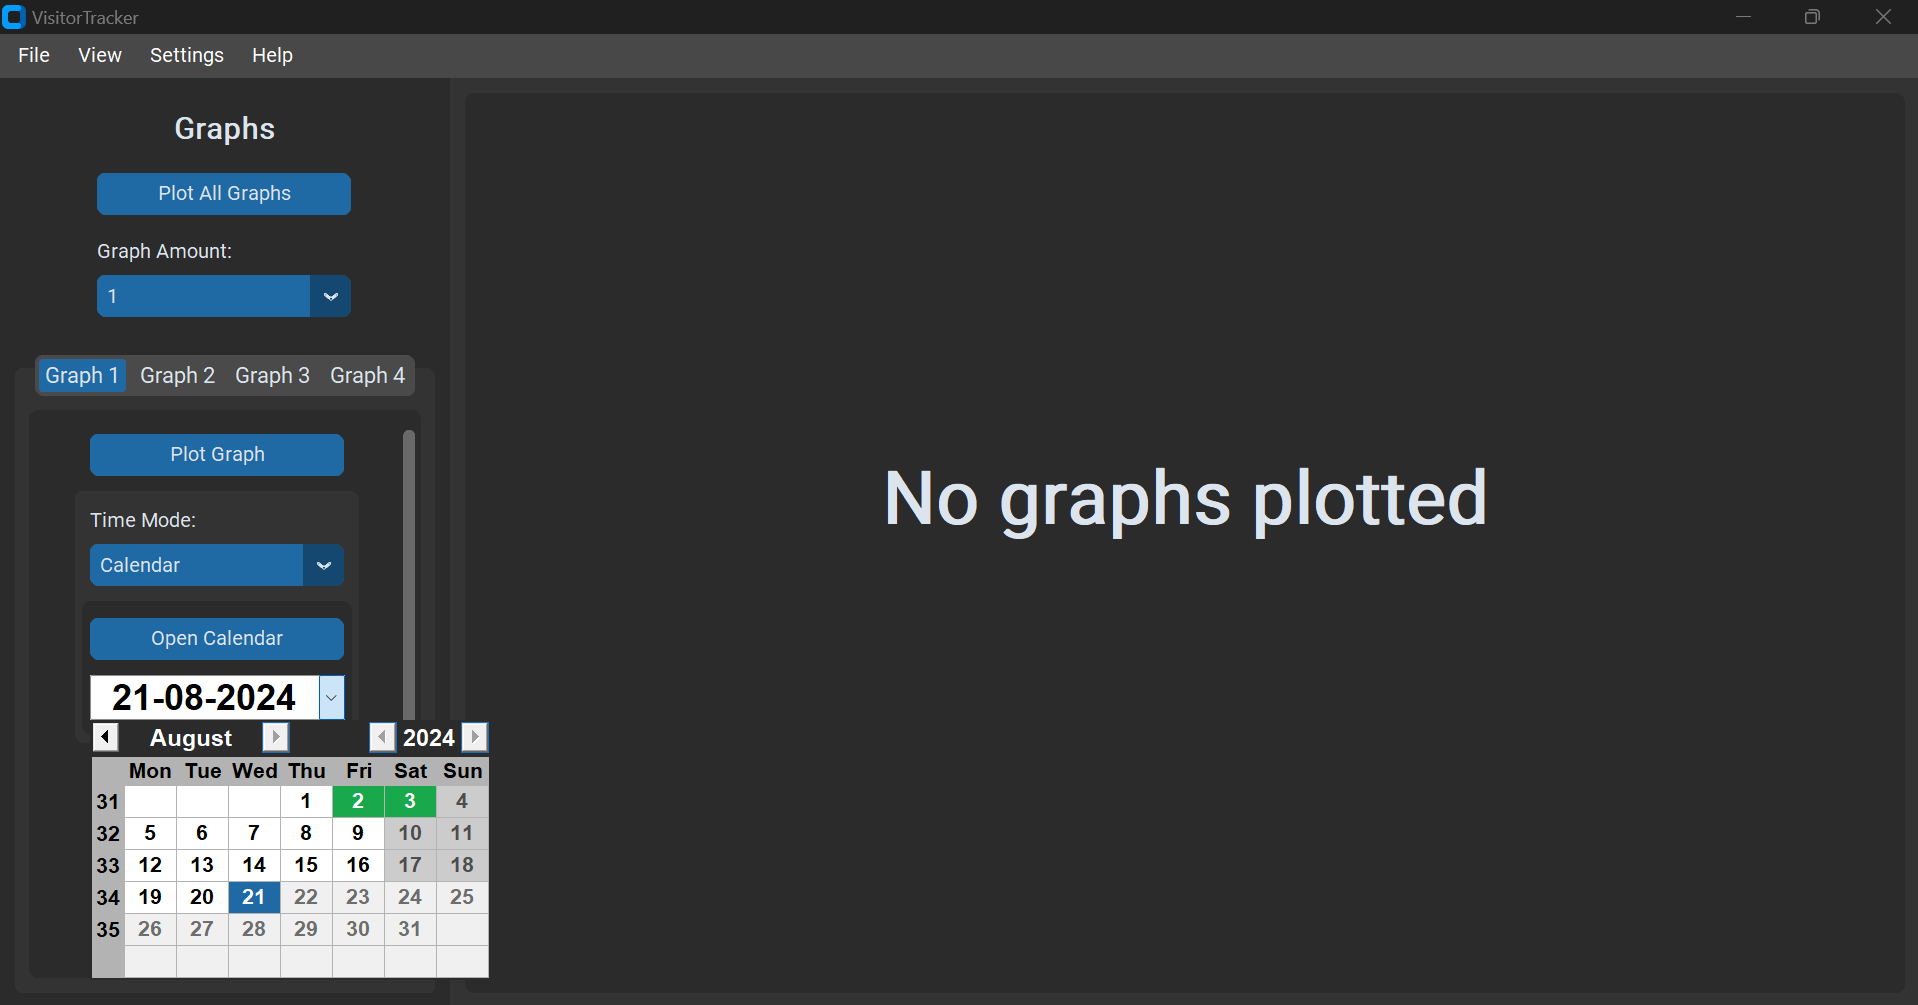 VisitorTracker
File View Settings Help
Graphs
Plot All Graphs
Graph Amount:
1
Graph 1 Graph 2 Graph 3 Graph 4
Plot Graph
Time Mode:
Calendar
Open Calendar
21-08-2024
August 2024
Mon Tue Wed Thu Fri Sat Sun
31 1 2 3 4
32 5 6 7 8 9 10 11
33 12 13 14 15 16 17 18
34 19 20 21 22 23 24 25
35 26 27 28 29 30 31
No graphs plotted